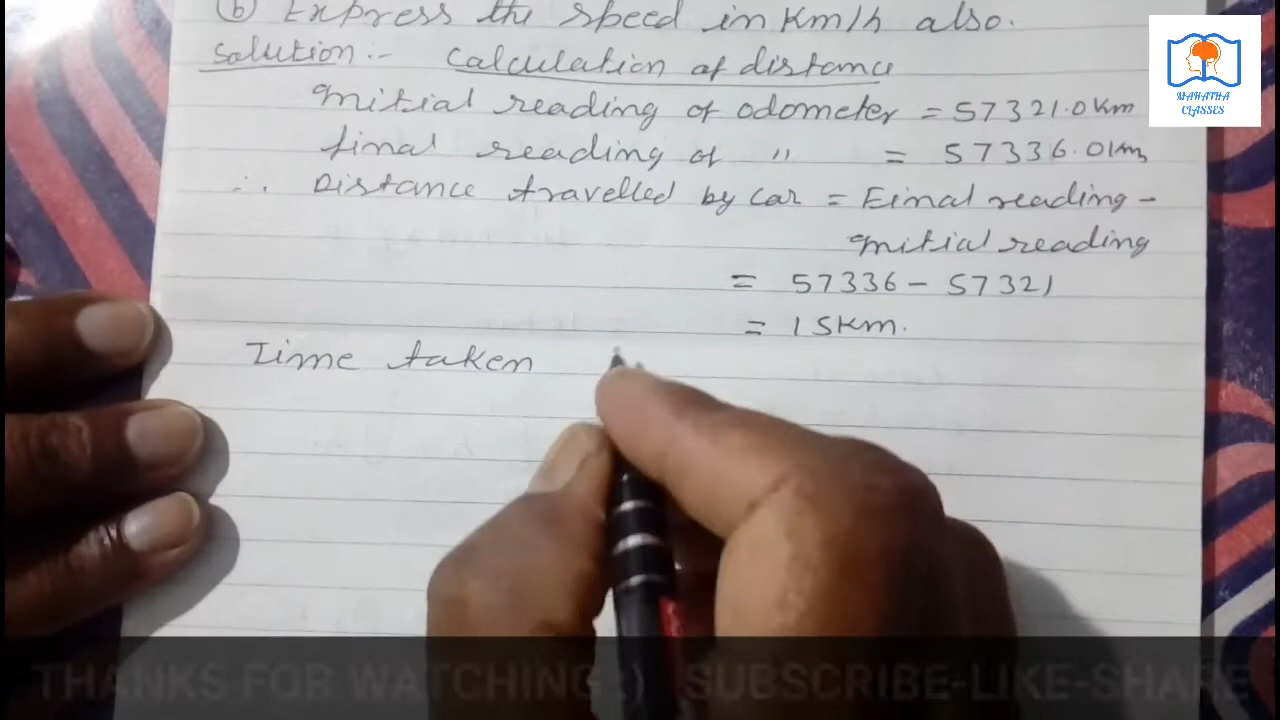 (b) Express the speed in Km/h also.
Solution :- Calculation of distance
Initial reading of odometer = 57321.0 Km
final reading of " = 57336.0 Km
∴ Distance travelled by car = Final reading -
Initial reading
= 57336 - 57321
= 15 Km.
Time taken
MAHATHA
CLASSES
THANKS FOR WATCHING :) SUBSCRIBE-LIKE-SHARE